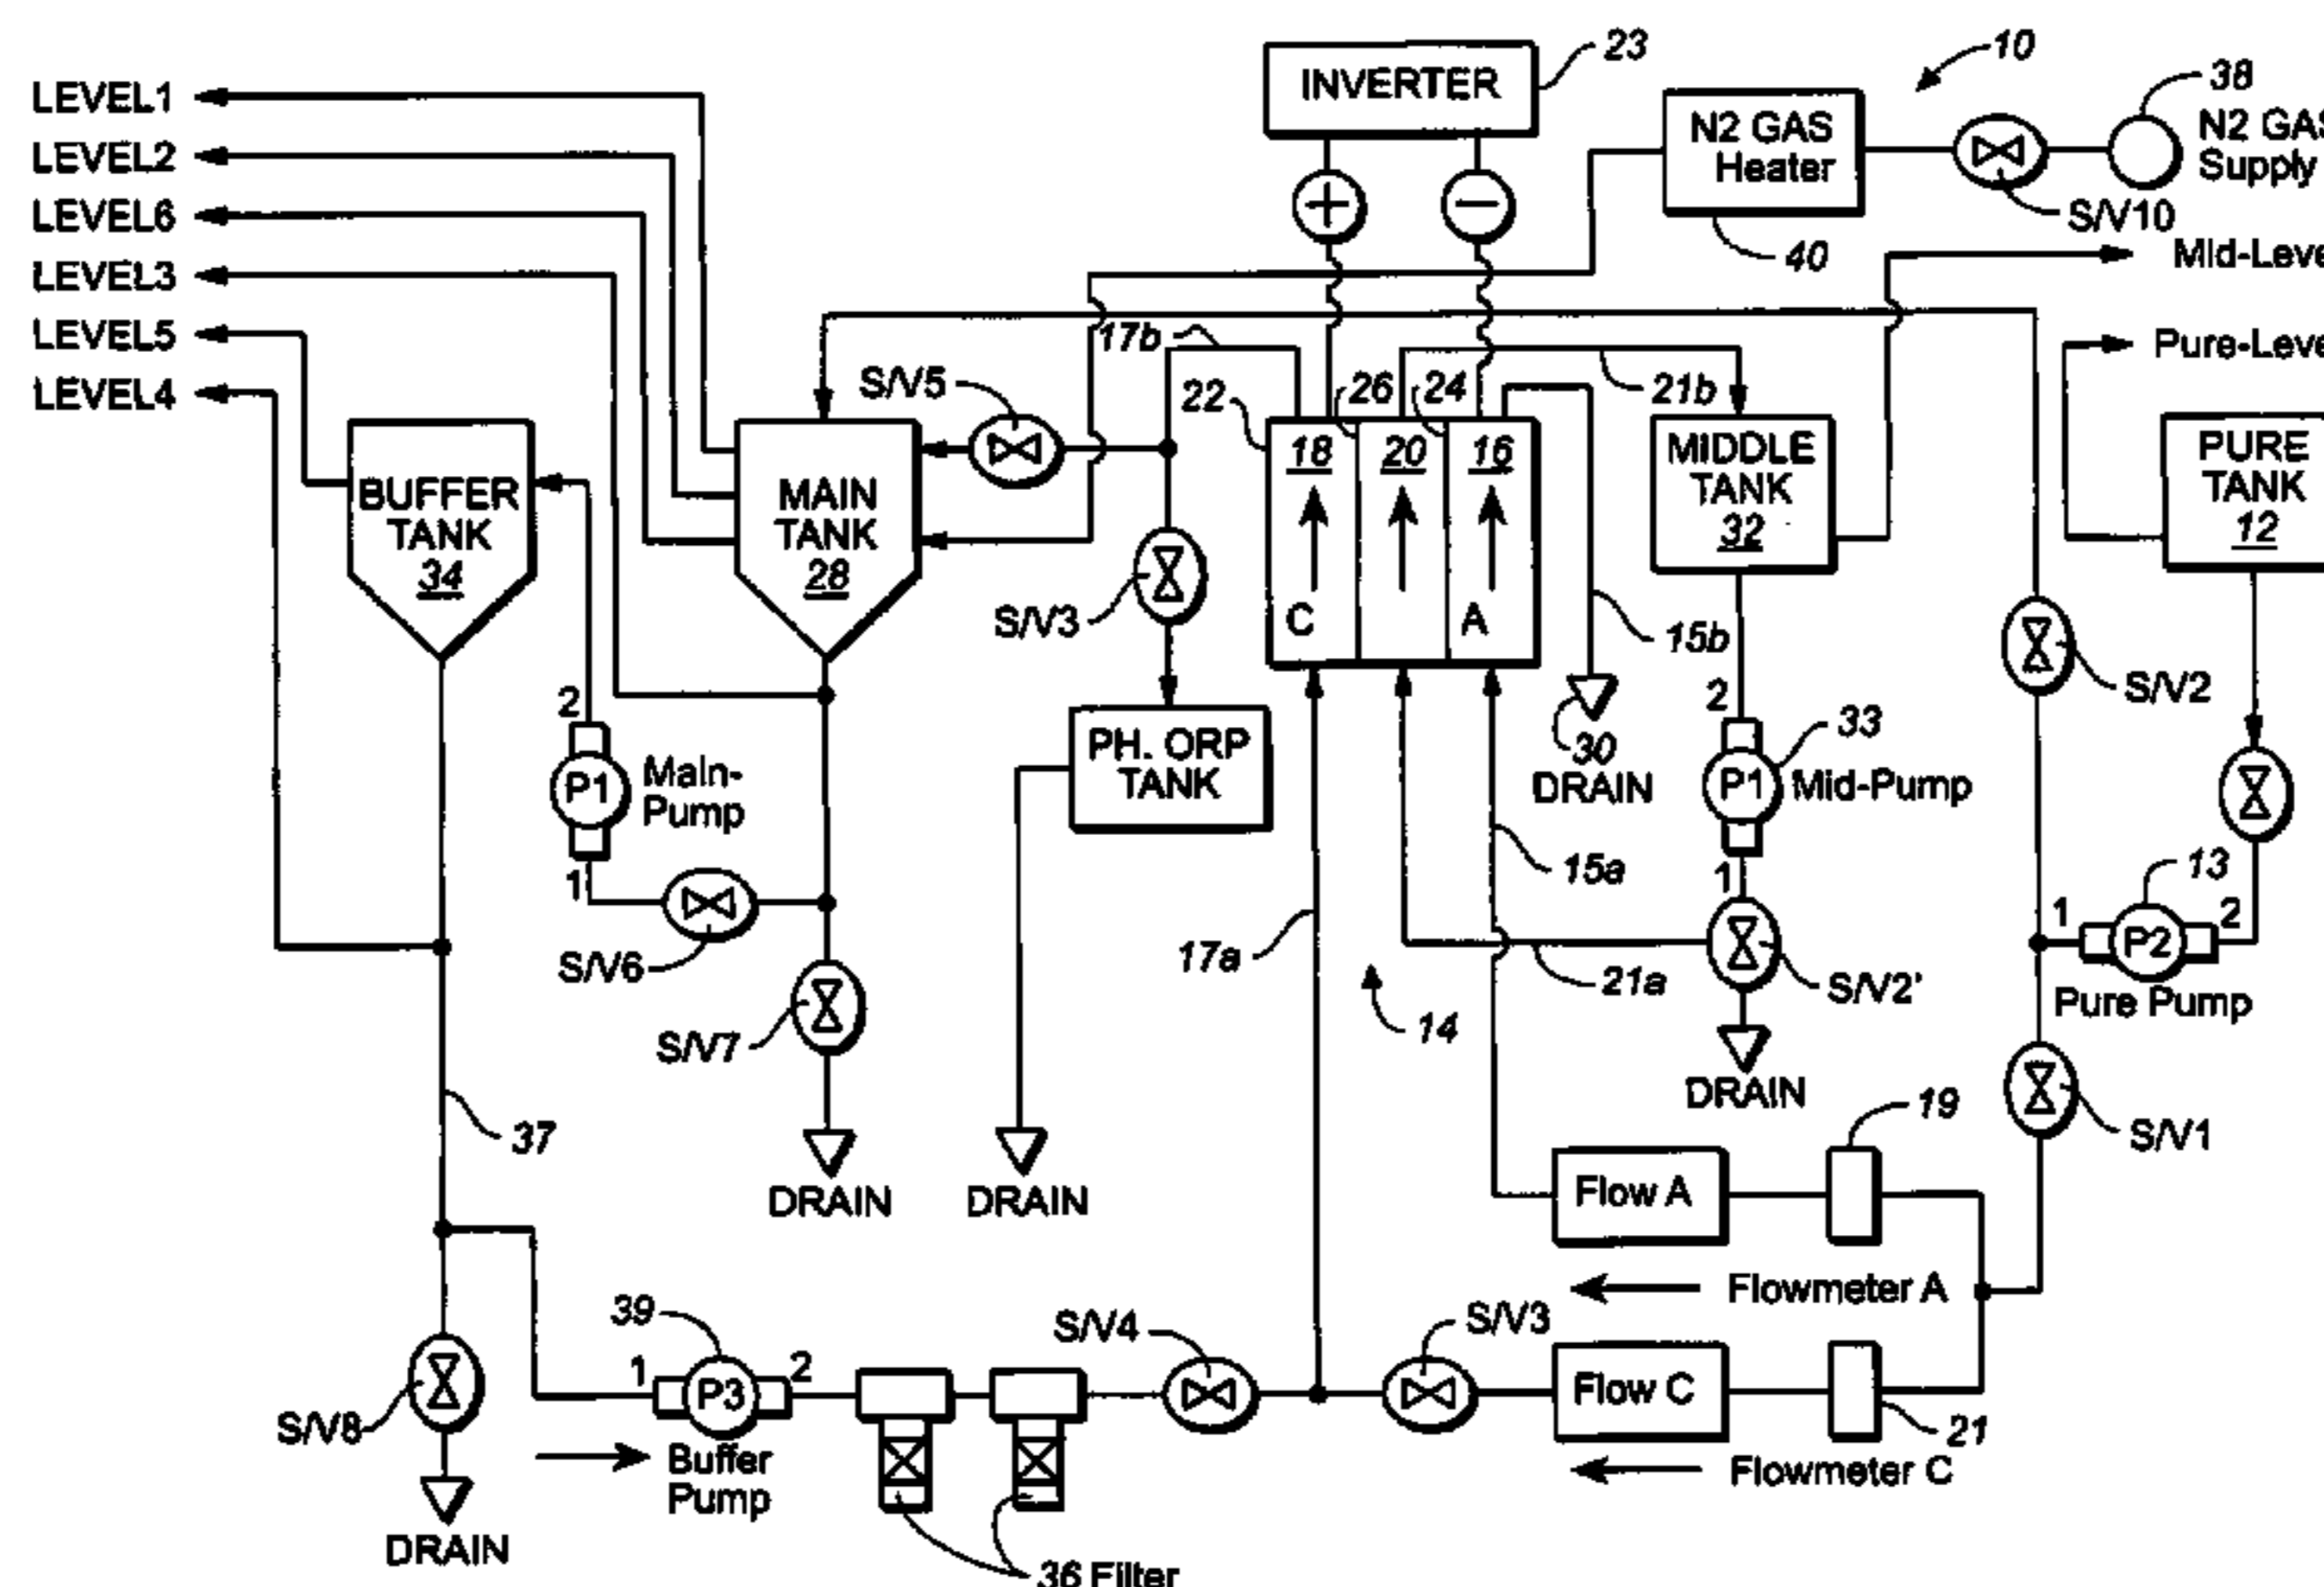 LEVEL1
LEVEL2
LEVEL6
LEVEL3
LEVEL5
LEVEL4
INVERTER
23
10
38
N2 GAS
Heater
40
S/V10
N2 GAS
Supply
Mid-Leve
Pure-Leve
17b
S/V5
22
26
24
21b
18
20
16
C
A
BUFFER
TANK
34
MAIN
TANK
28
MIDDLE
TANK
32
PURE
TANK
12
S/V3
15b
S/V2
2
P1
1
Main-
Pump
PH. ORP
TANK
30
DRAIN
2
P1
1
33
Mid-Pump
15a
13
1
P2
2
Pure Pump
S/V6
S/V7
17a
21a
14
S/V2'
DRAIN
37
DRAIN
DRAIN
19
S/V1
Flow A
Flowmeter A
39
1
P3
2
Buffer
Pump
S/V4
S/V3
Flow C
21
Flowmeter C
S/V8
DRAIN
36 Filter